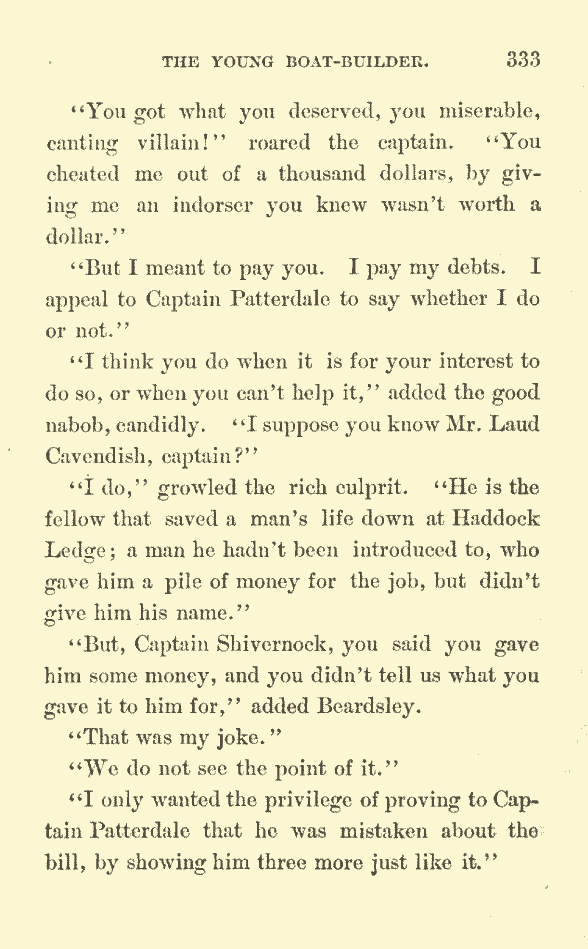 THE YOUNG BOAT-BUILDER. 333
“You got what you deserved, you miserable,
canting villain!” roared the captain. “You
cheated me out of a thousand dollars, by giv-
ing me an indorser you knew wasn’t worth a
dollar.”
“But I meant to pay you. I pay my debts. I
appeal to Captain Patterdale to say whether I do
or not.”
“I think you do when it is for your interest to
do so, or when you can’t help it,” added the good
nabob, candidly. “I suppose you know Mr. Laud
Cavendish, captain?”
“I do,” growled the rich culprit. “He is the
fellow that saved a man’s life down at Haddock
Ledge; a man he hadn’t been introduced to, who
gave him a pile of money for the job, but didn’t
give him his name.”
“But, Captain Shivernock, you said you gave
him some money, and you didn’t tell us what you
gave it to him for,” added Beardsley.
“That was my joke.”
“We do not see the point of it.”
“I only wanted the privilege of proving to Cap-
tain Patterdale that he was mistaken about the
bill, by showing him three more just like it.”